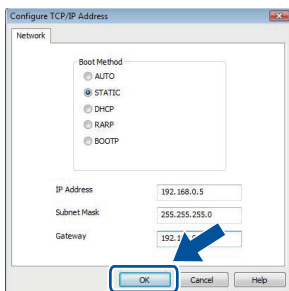 Configure TCP/IP Address
Network
Boot Method
AUTO
STATIC
DHCP
RARP
BOOTP
IP Address 192.168.0.5
Subnet Mask 255.255.255.0
Gateway
OK Cancel Help